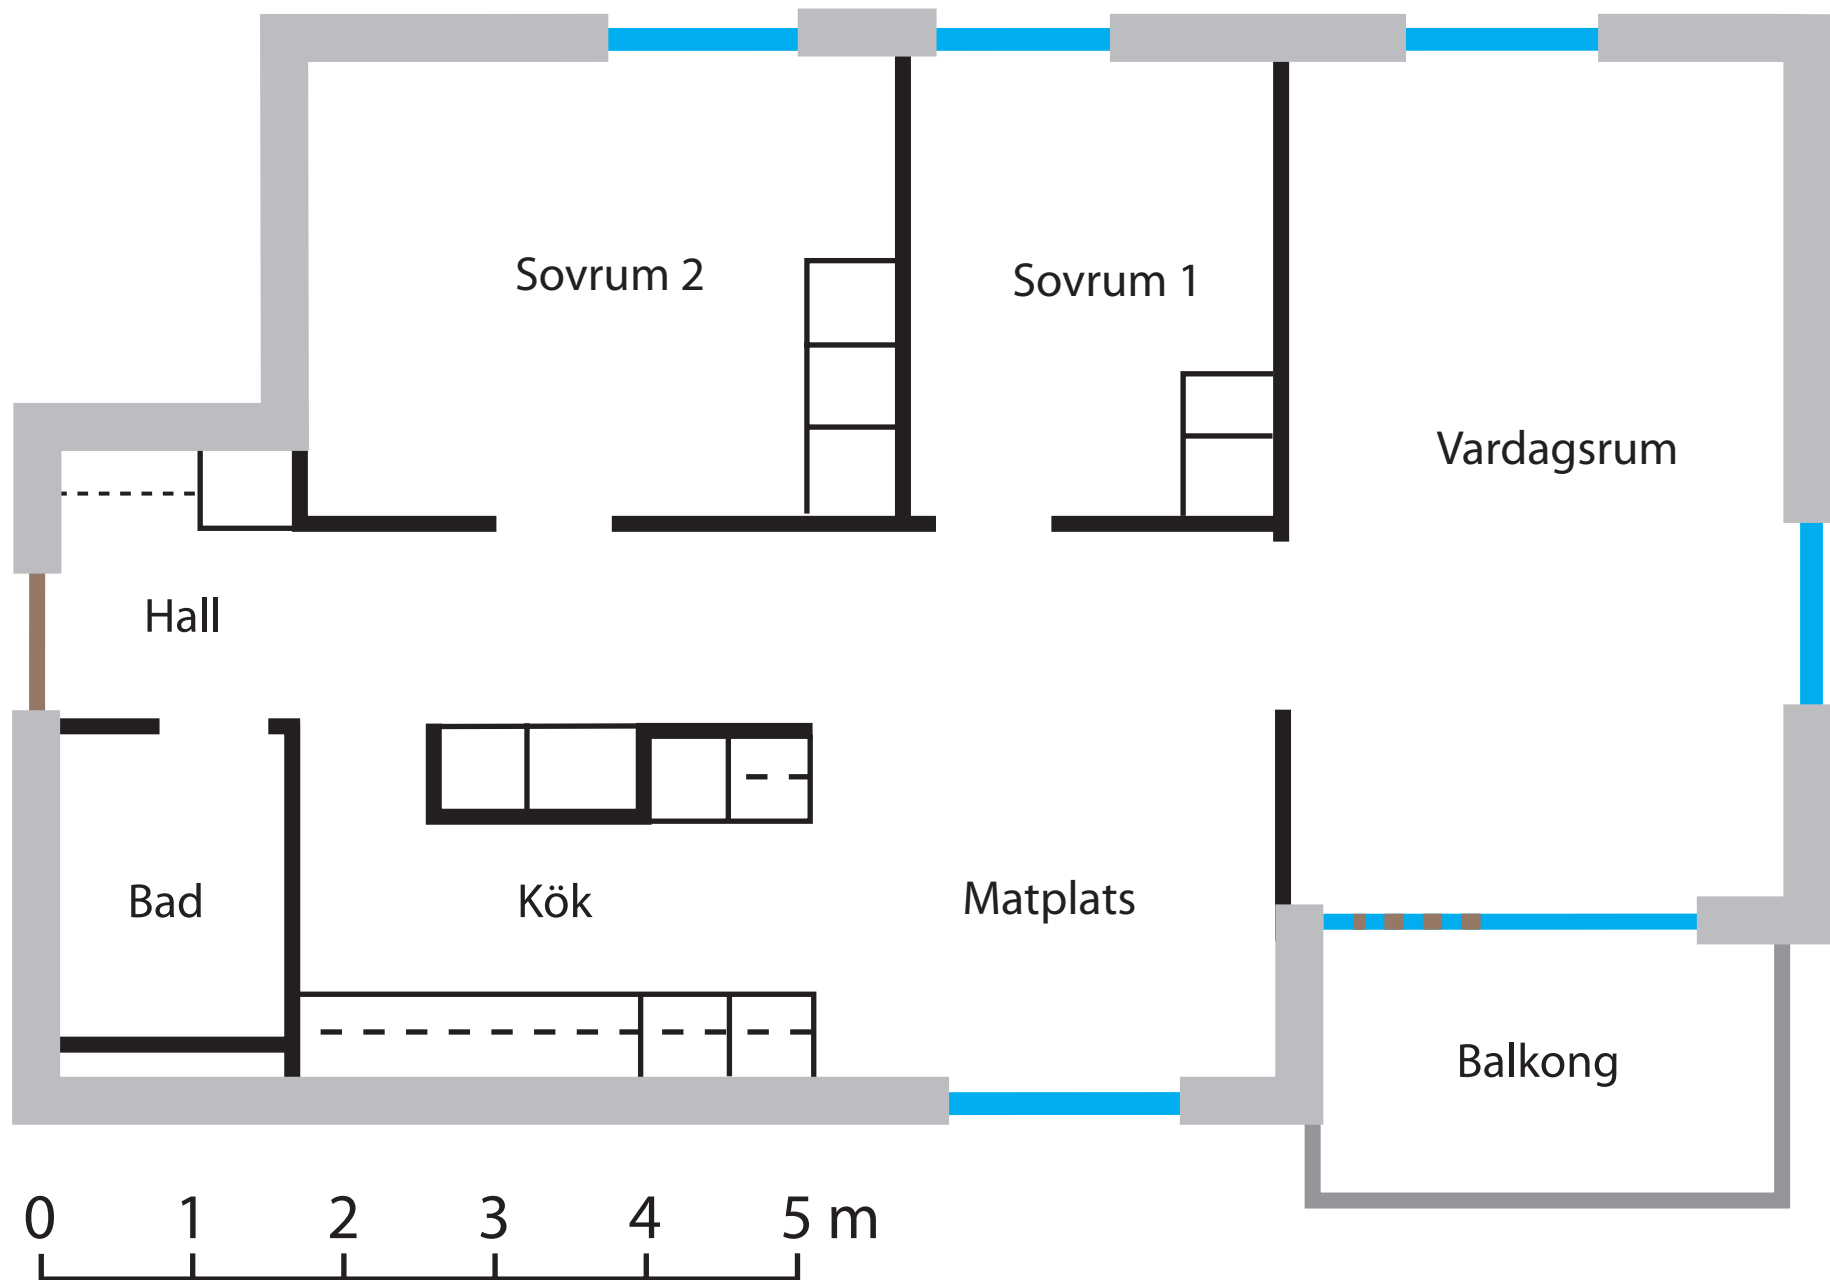 Sovrum 2
Sovrum 1
Vardagsrum
Hall
Bad
Kök
Matplats
Balkong
0 1 2 3 4 5 m